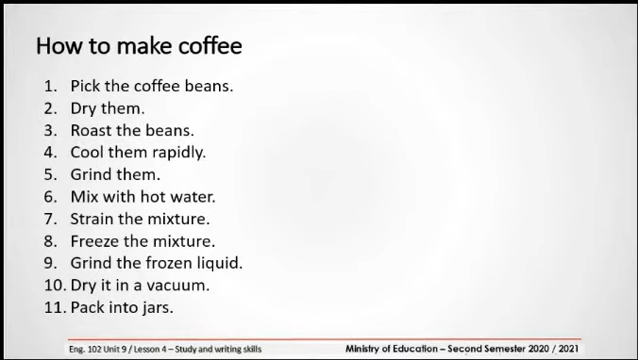 How to make coffee
1. Pick the coffee beans.
2. Dry them.
3. Roast the beans.
4. Cool them rapidly.
5. Grind them.
6. Mix with hot water.
7. Strain the mixture.
8. Freeze the mixture.
9. Grind the frozen liquid.
10. Dry it in a vacuum.
11. Pack into jars.
Eng. 102 Unit 9 / Lesson 4 – Study and writing skills
Ministry of Education – Second Semester 2020 / 2021